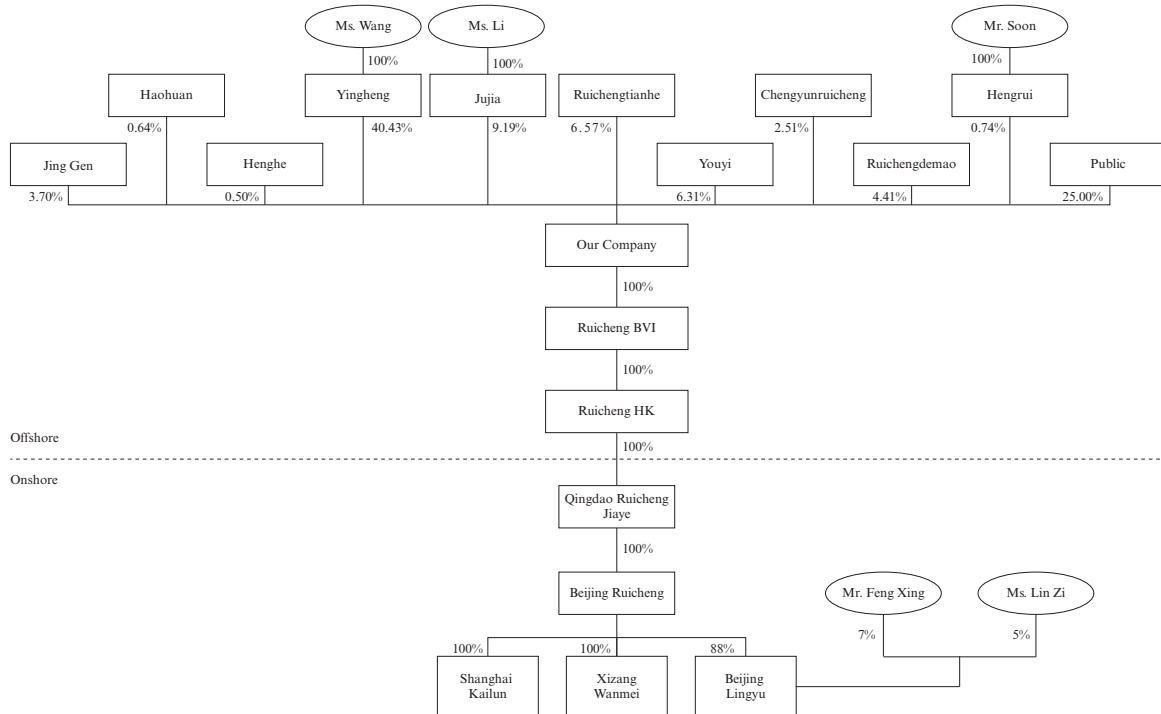 Ms. Wang
Ms. Li
Mr. Soon
100%
100%
100%
Haohuan
Yingheng
Jujia
Ruichengtianhe
Chengyunruicheng
Hengrui
0.64%
40.43%
9.19%
6.57%
2.51%
0.74%
Jing Gen
Henghe
Youyi
Ruichengdemao
Public
3.70%
0.50%
6.31%
4.41%
25.00%
Our Company
100%
Ruicheng BVI
100%
Ruicheng HK
Offshore
100%
Onshore
Qingdao Ruicheng
Jiaye
100%
Beijing Ruicheng
Mr. Feng Xing
Ms. Lin Zi
7%
5%
100%
100%
88%
Shanghai
Kailun
Xizang
Wanmei
Beijing
Lingyu